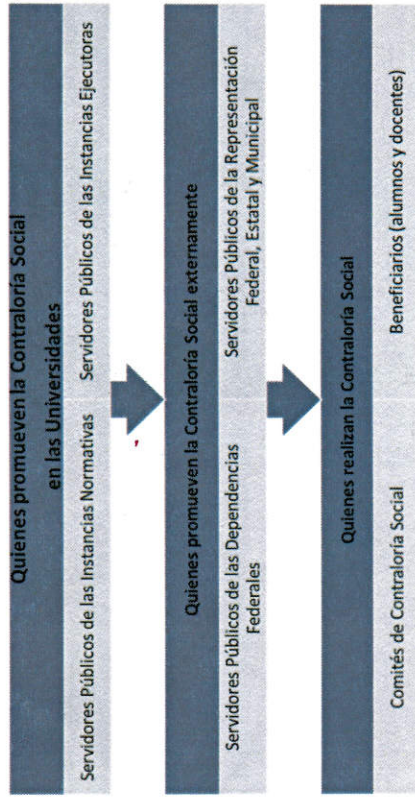 Quienes promueven la Contraloría Social
en las Universidades
Servidores Públicos de las Instancias Normativas
Servidores Públicos de las Instancias Ejecutoras
Quienes promueven la Contraloría Social externamente
Servidores Públicos de las Dependencias
Federales
Servidores Públicos de la Representación
Federal, Estatal y Municipal
Quienes realizan la Contraloría Social
Comités de Contraloría Social
Beneficiarios (alumnos y docentes)